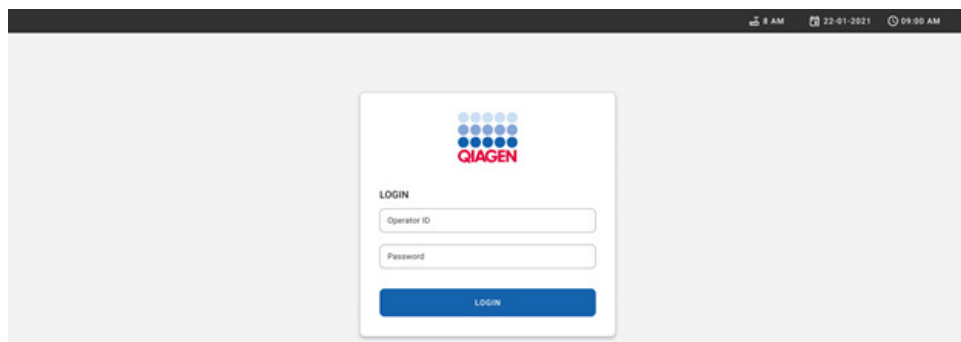 8 AM 22-01-2021 09:00 AM
QIAGEN
LOGIN
Operator ID
Password
LOGIN